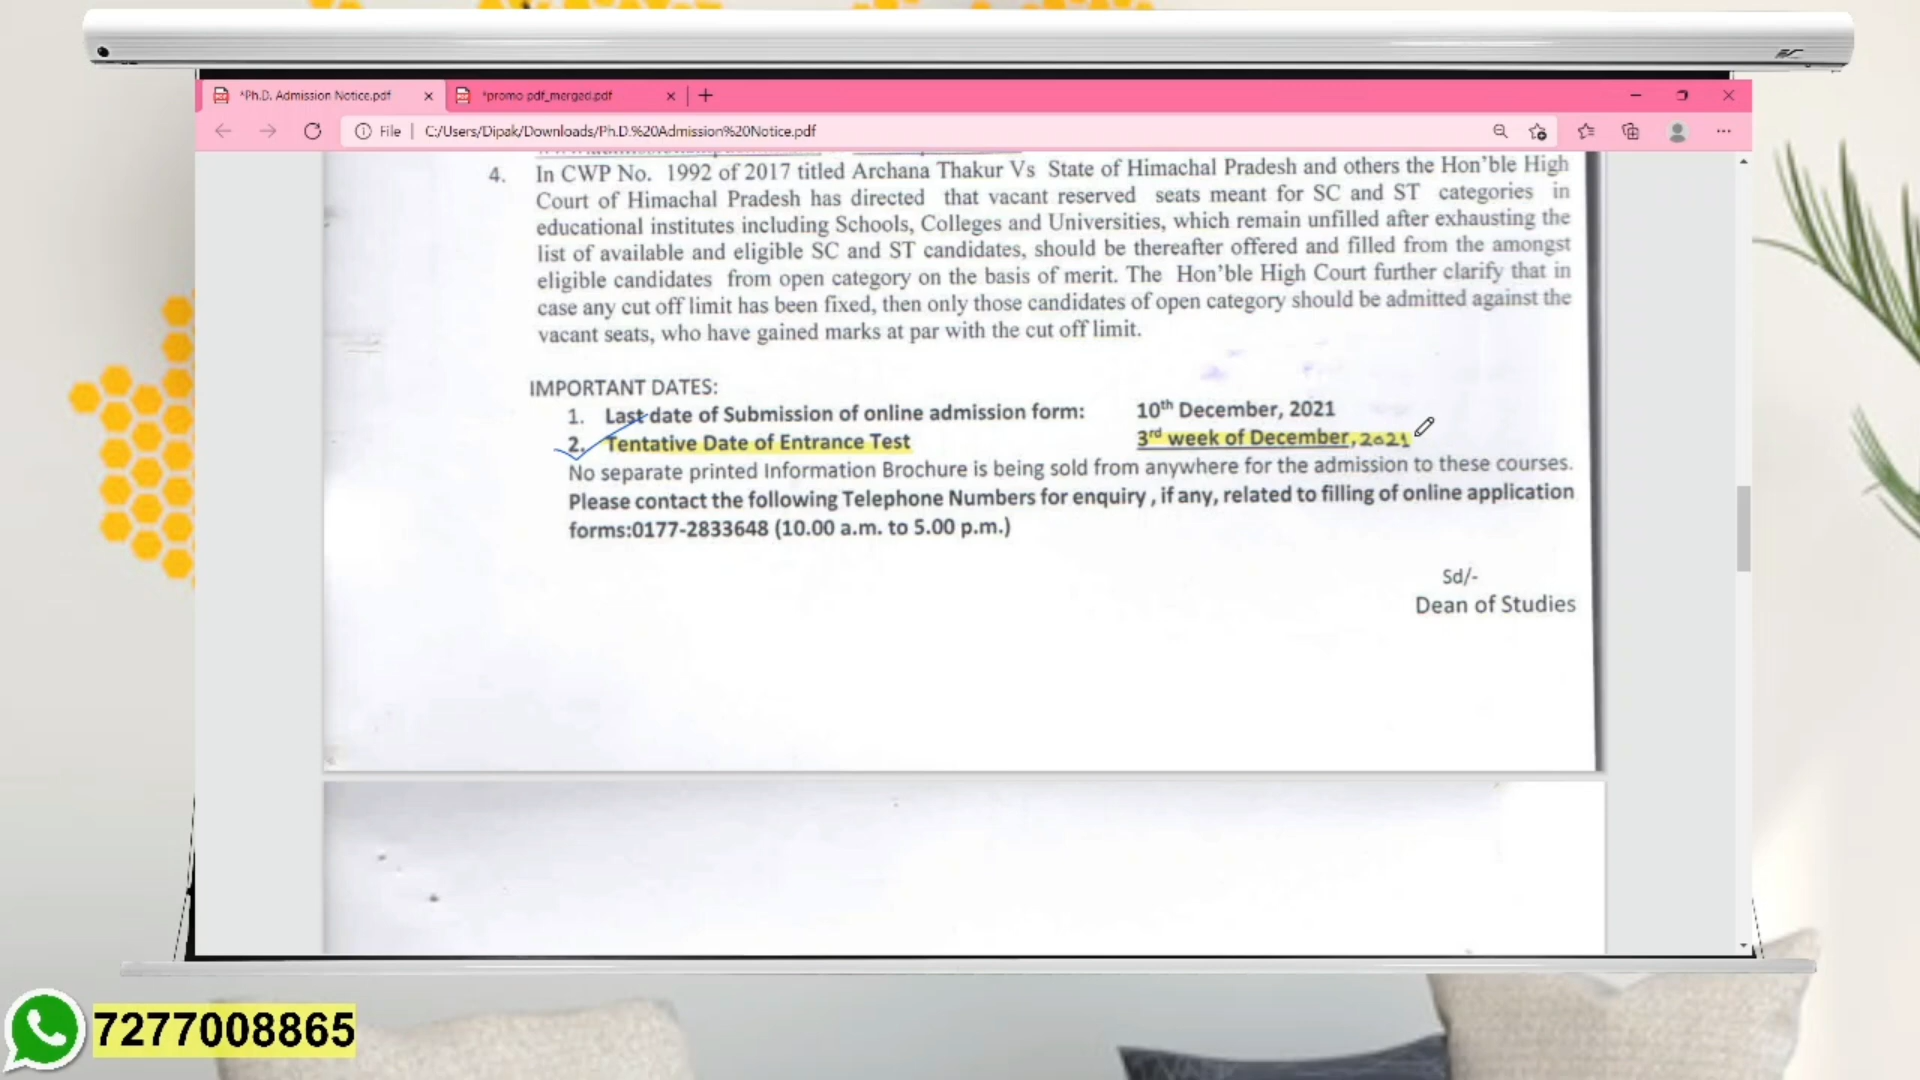 *Ph.D. Admission Notice.pdf
*promo pdf_merged.pdf
File | C:/Users/Dipak/Downloads/Ph.D.%20Admission%20Notice.pdf
4. In CWP No. 1992 of 2017 titled Archana Thakur Vs State of Himachal Pradesh and others the Hon'ble High
Court of Himachal Pradesh has directed that vacant reserved seats meant for SC and ST categories in
educational institutes including Schools, Colleges and Universities, which remain unfilled after exhausting the
list of available and eligible SC and ST candidates, should be thereafter offered and filled from the amongst
eligible candidates from open category on the basis of merit. The Hon'ble High Court further clarify that in
case any cut off limit has been fixed, then only those candidates of open category should be admitted against the
vacant seats, who have gained marks at par with the cut off limit.
IMPORTANT DATES:
1. Last date of Submission of online admission form: 10th December, 2021
2. Tentative Date of Entrance Test 3rd week of December, 2021
No separate printed Information Brochure is being sold from anywhere for the admission to these courses.
Please contact the following Telephone Numbers for enquiry , if any, related to filling of online application
forms:0177-2833648 (10.00 a.m. to 5.00 p.m.)
Sd/-
Dean of Studies
7277008865